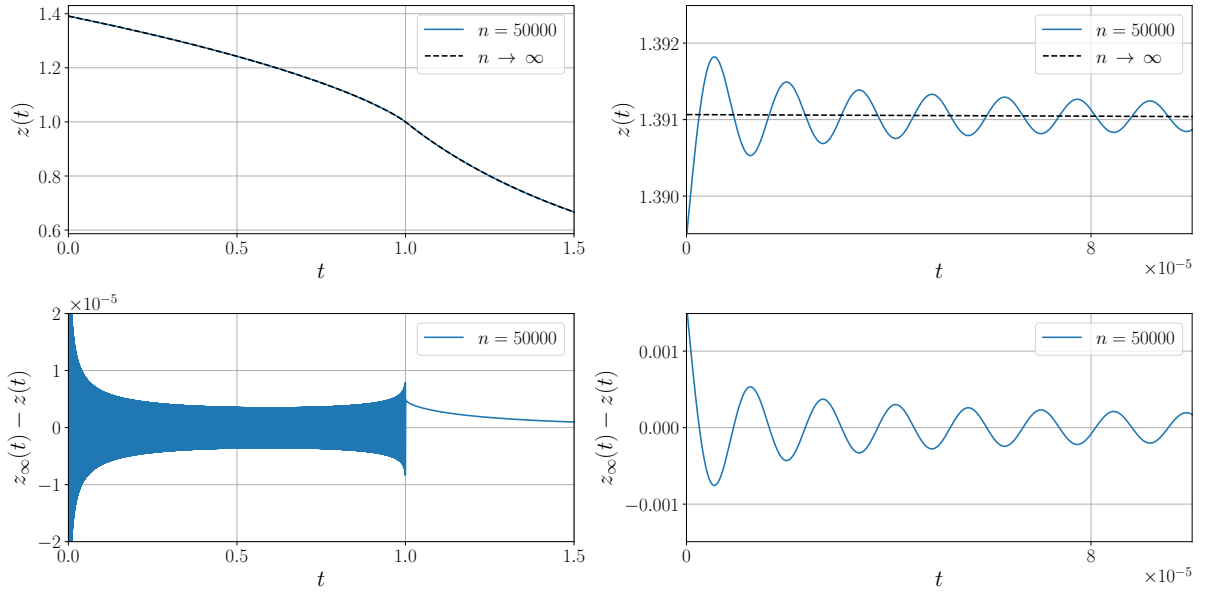 1.4
1.2
1.0
0.8
0.6
z(t)
n = 50000
n → ∞
0.0 0.5 1.0 1.5
t
1.392
1.391
1.390
z(t)
n = 50000
n → ∞
0 8
×10⁻⁵
t
×10⁻⁵
2
1
0
−1
−2
z∞(t) − z(t)
n = 50000
0.0 0.5 1.0 1.5
t
0.001
0.000
−0.001
z∞(t) − z(t)
n = 50000
0 8
×10⁻⁵
t